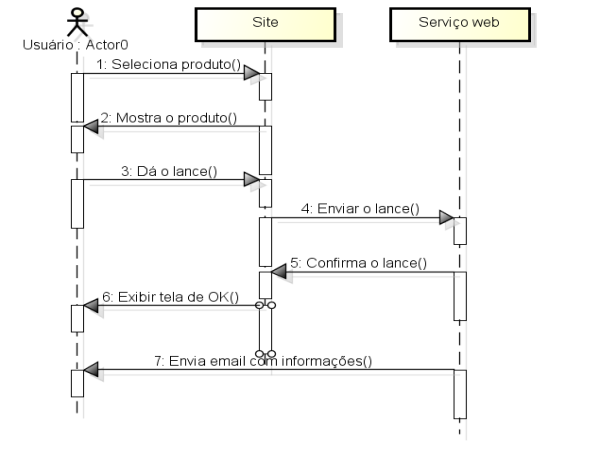 Site
Serviço web
Usuário : Actor0
1: Seleciona produto()
2: Mostra o produto()
3: Dá o lance()
4: Enviar o lance()
5: Confirma o lance()
6: Exibir tela de OK()
7: Envia email com informações()